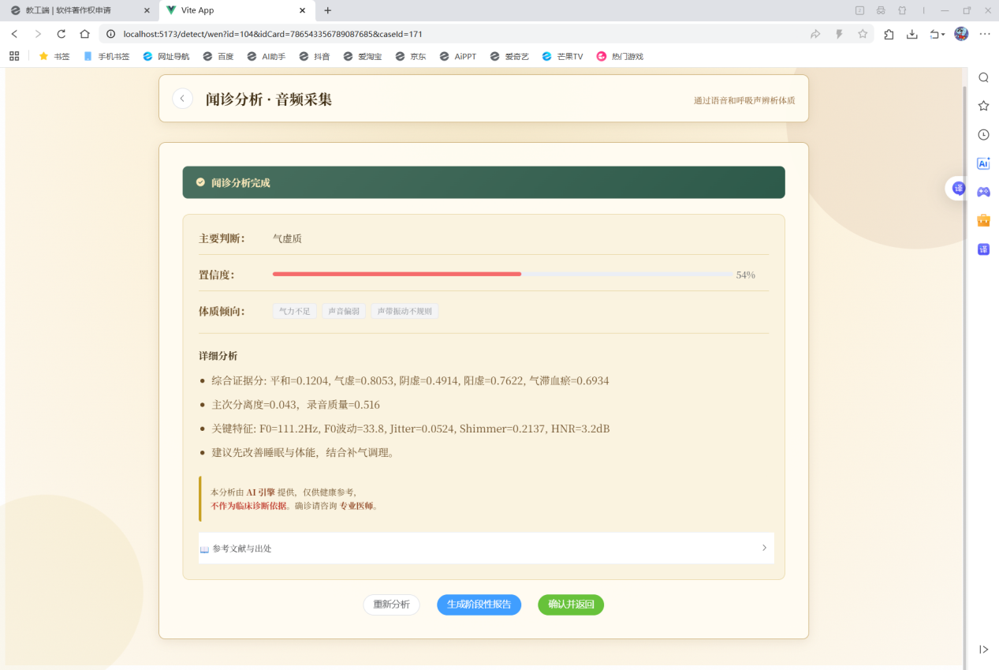 教工端 | 软件著作权申请
Vite App
localhost:5173/detect/wen?id=104&idCard=786543356789087685&caseId=171
书签 手机书签 网址导航 百度 AI助手 抖音 爱淘宝 京东 AiPPT 爱奇艺 芒果TV 热门游戏
闻诊分析 · 音频采集
通过语音和呼吸声辨析体质
闻诊分析完成
主要判断： 气虚质
置信度： 54%
体质倾向： 气力不足 声音偏弱 声带振动不规则
详细分析
综合证据分: 平和=0.1204, 气虚=0.8053, 阴虚=0.4914, 阳虚=0.7622, 气滞血瘀=0.6934
主次分离度=0.043，录音质量=0.516
关键特征: F0=111.2Hz, F0波动=33.8, Jitter=0.0524, Shimmer=0.2137, HNR=3.2dB
建议先改善睡眠与体能，结合补气调理。
本分析由 AI 引擎 提供，仅供健康参考，
不作为临床诊断依据。确诊请咨询 专业医师。
参考文献与出处
重新分析 生成阶段性报告 确认并返回
AI
译
译